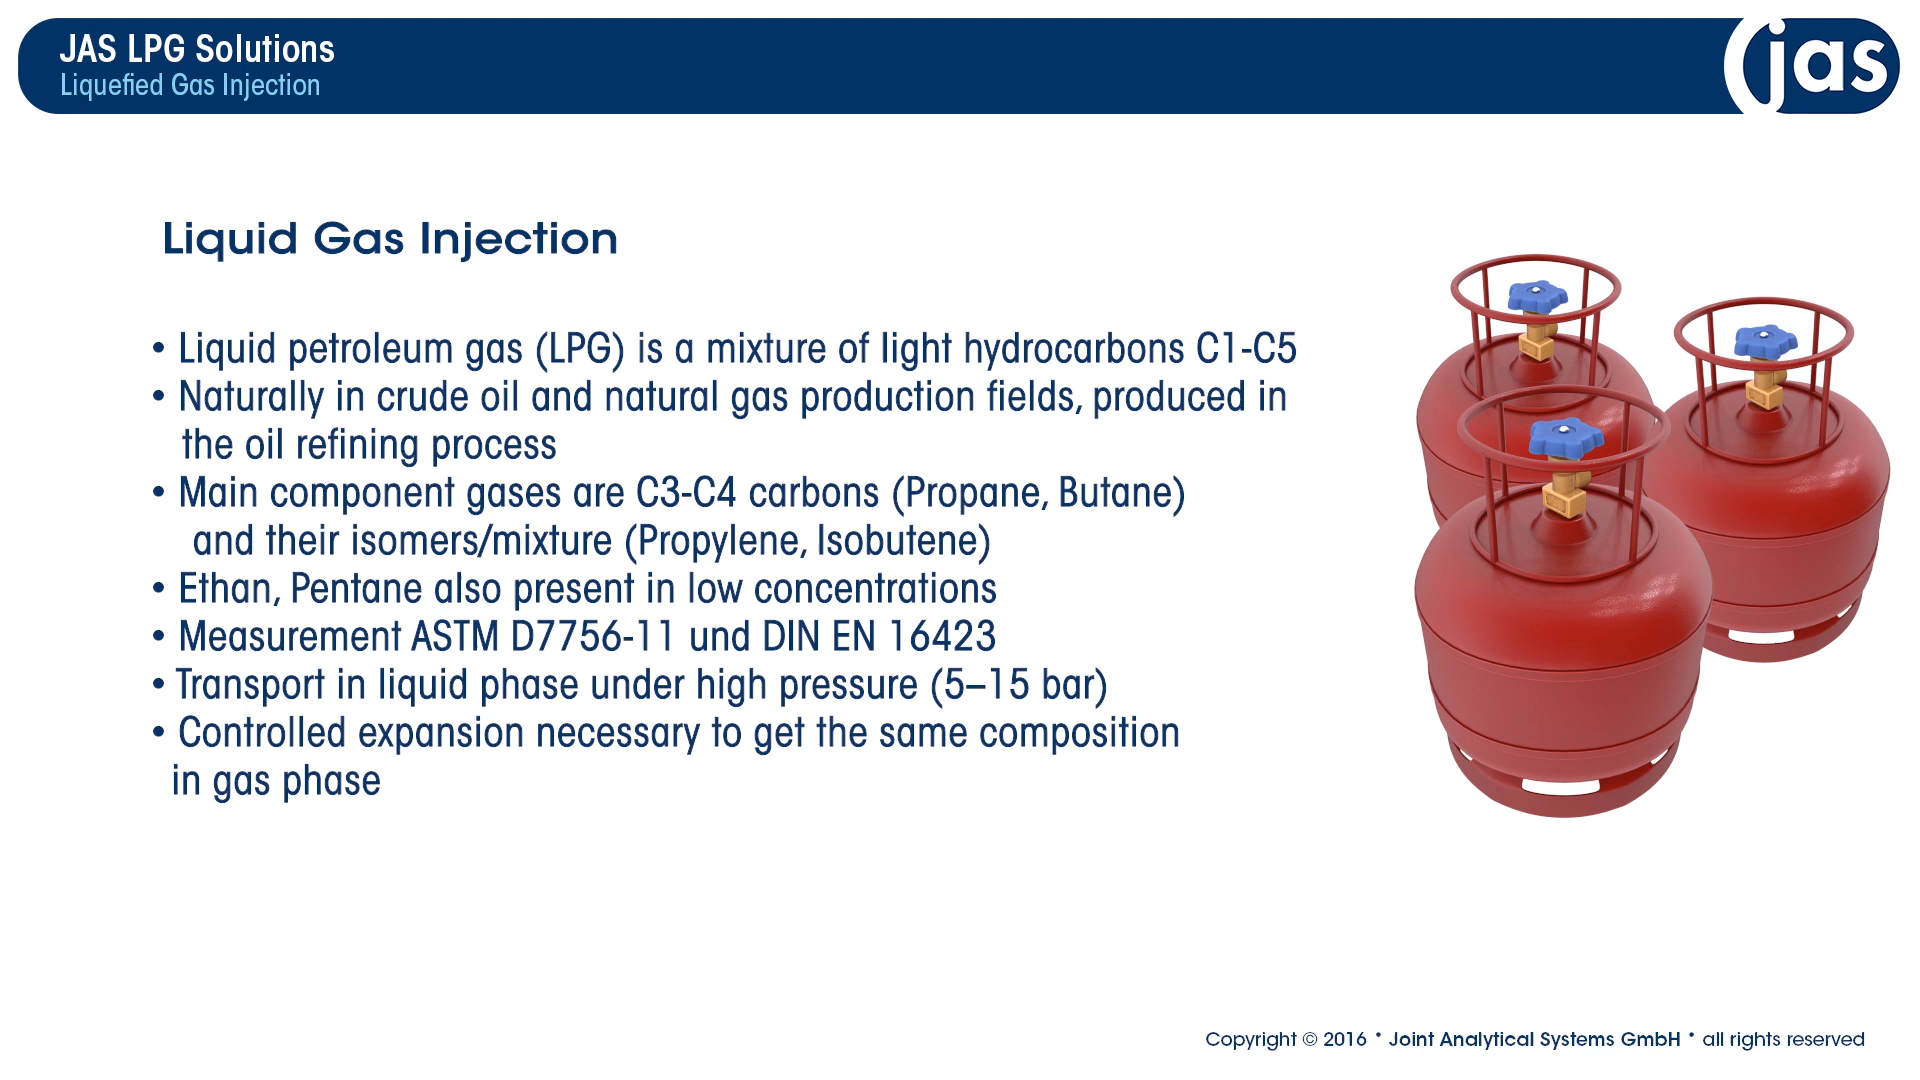 JAS LPG Solutions
Liquefied Gas Injection
jas
Liquid Gas Injection
• Liquid petroleum gas (LPG) is a mixture of light hydrocarbons C1-C5
• Naturally in crude oil and natural gas production fields, produced in
the oil refining process
• Main component gases are C3-C4 carbons (Propane, Butane)
and their isomers/mixture (Propylene, Isobutene)
• Ethan, Pentane also present in low concentrations
• Measurement ASTM D7756-11 und DIN EN 16423
• Transport in liquid phase under high pressure (5–15 bar)
• Controlled expansion necessary to get the same composition
in gas phase
Copyright © 2016 • Joint Analytical Systems GmbH • all rights reserved